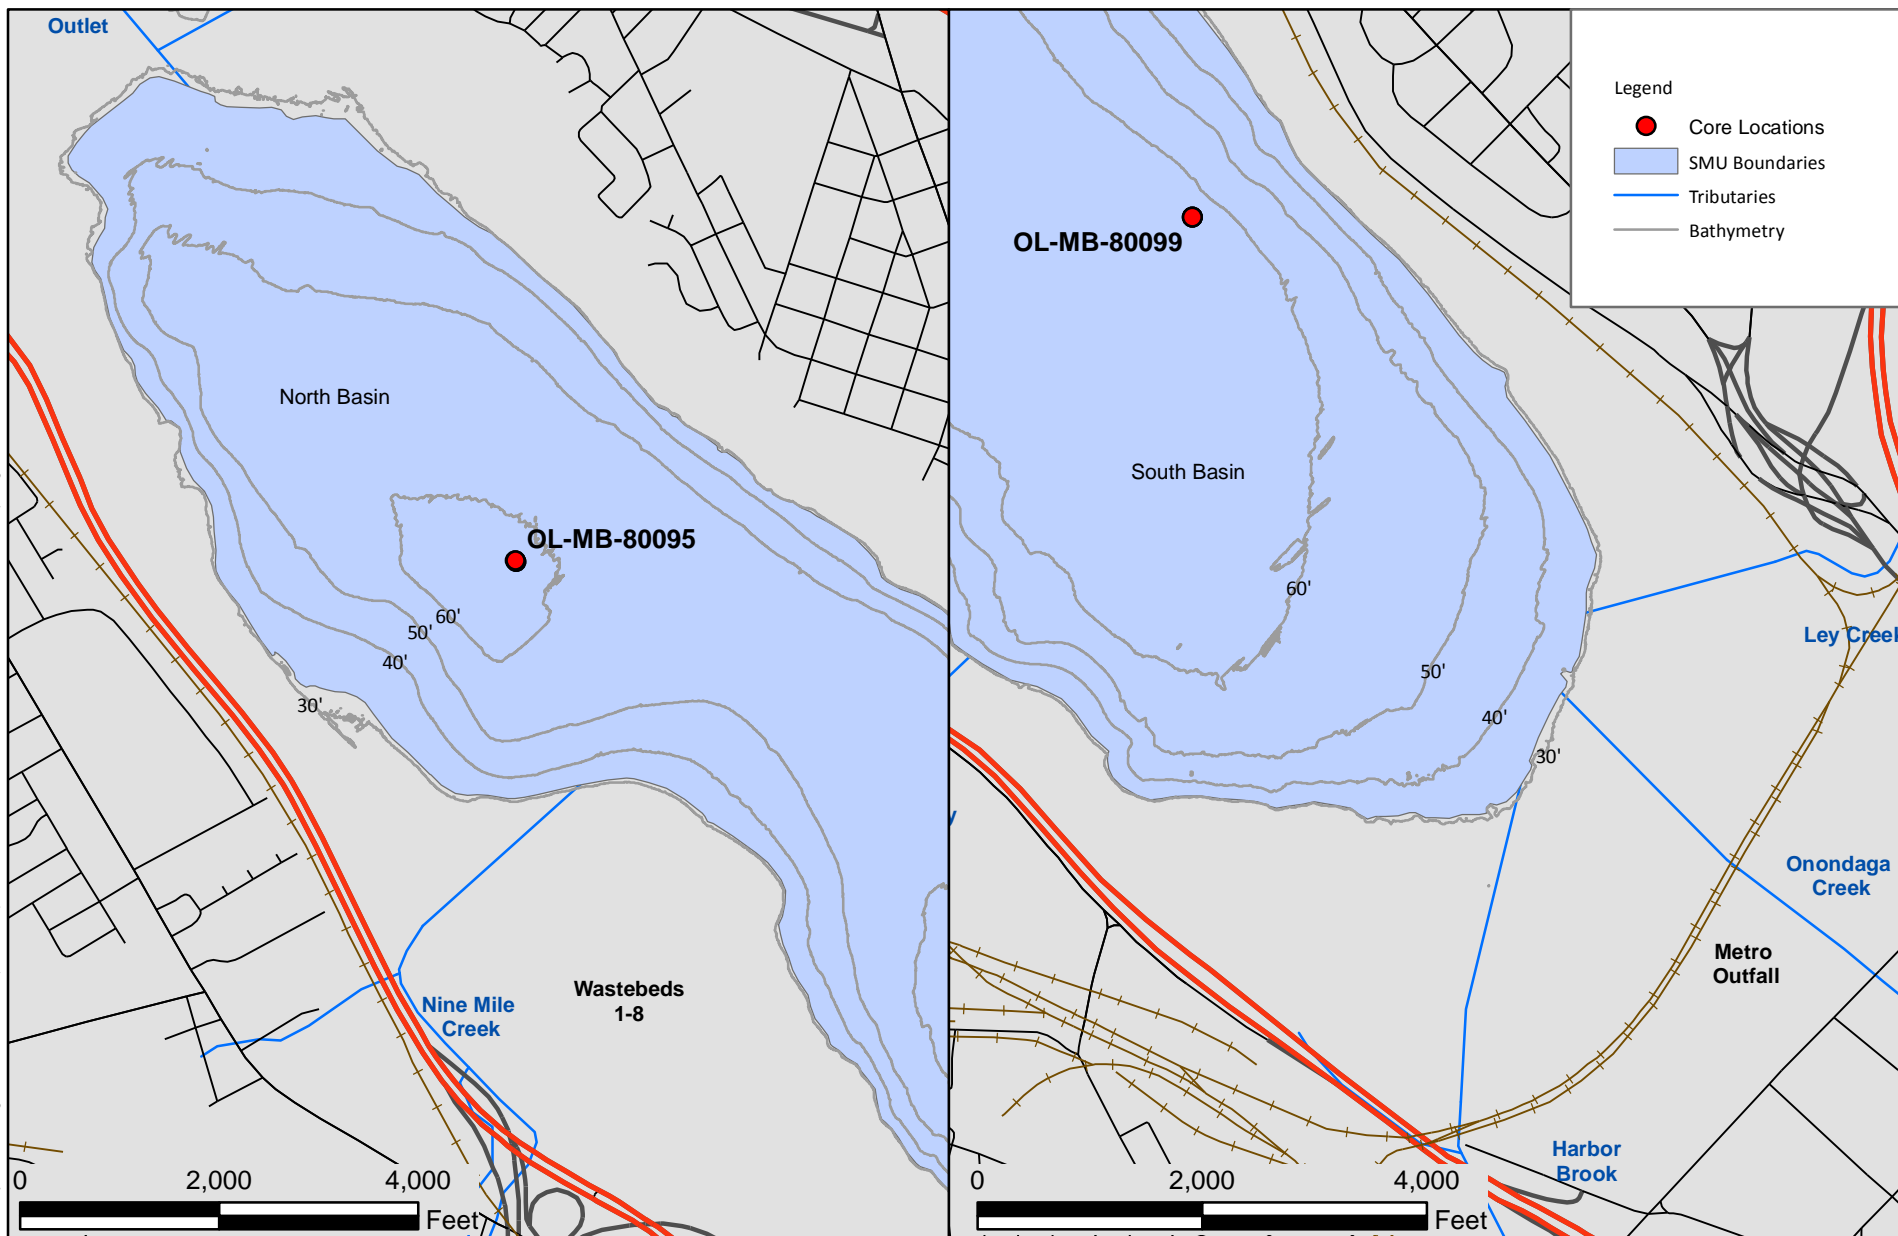 Outlet
North Basin
OL-MB-80095
60'
50'
40'
30'
Nine Mile
Creek
Wastebeds
1-8
0 2,000 4,000
Feet
OL-MB-80099
South Basin
60'
50'
40'
30'
Legend
Core Locations
SMU Boundaries
Tributaries
Bathymetry
Ley Creek
Onondaga
Creek
Metro
Outfall
Harbor
Brook
0 2,000 4,000
Feet